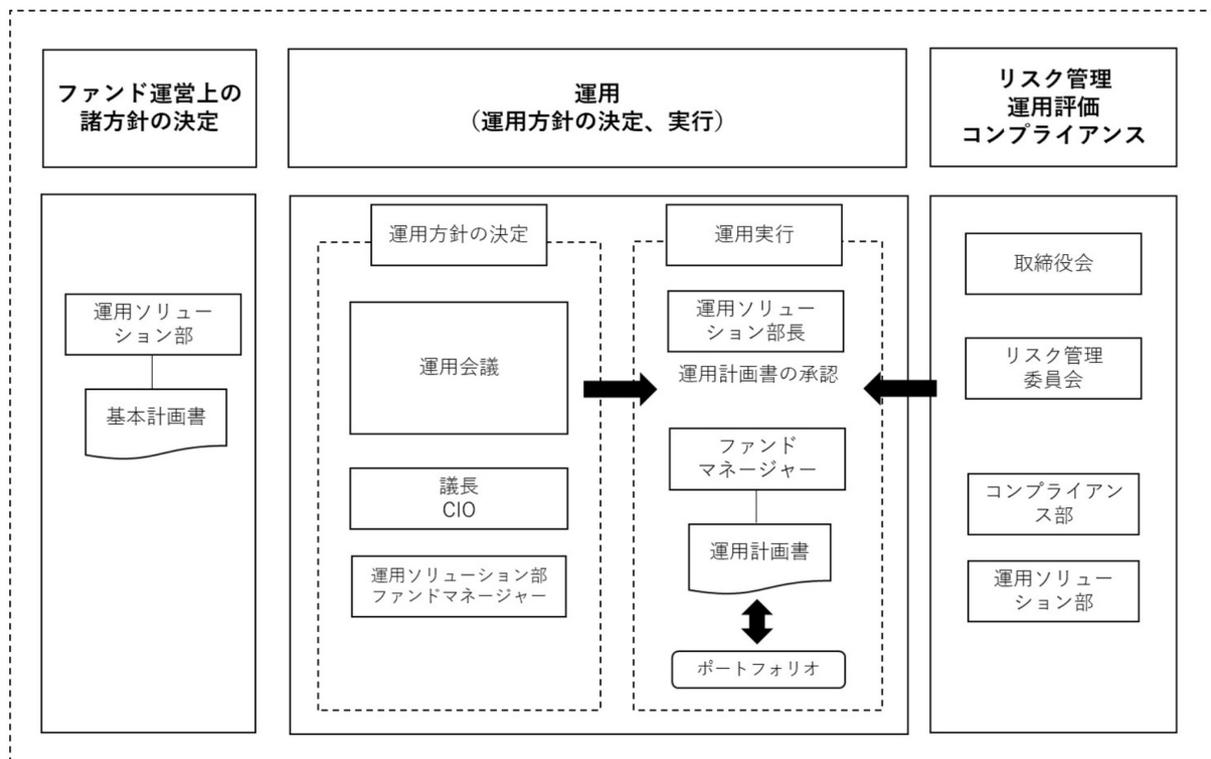 ファンド運営上の
諸方針の決定
運用
（運用方針の決定、実行）
リスク管理
運用評価
コンプライアンス
運用ソリュー
ション部
基本計画書
運用方針の決定
運用会議
議長
CIO
運用ソリューション部
ファンドマネージャー
運用実行
運用ソリュー
ション部長
運用計画書の承認
ファンド
マネージャー
運用計画書
ポートフォリオ
取締役会
リスク管理
委員会
コンプライアン
ス部
運用ソリュー
ション部